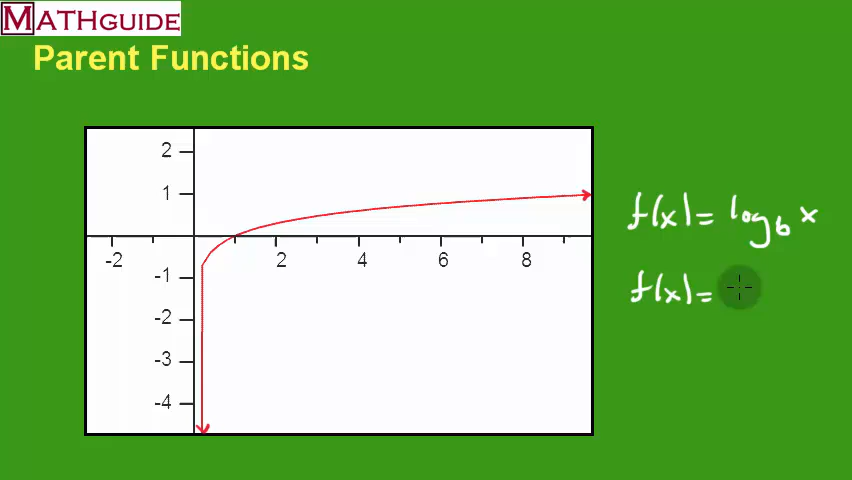 MATHGUIDE
Parent Functions
2
1
-2 2 4 6 8
-1
-2
-3
-4
f(x) = log_b x
f(x) =